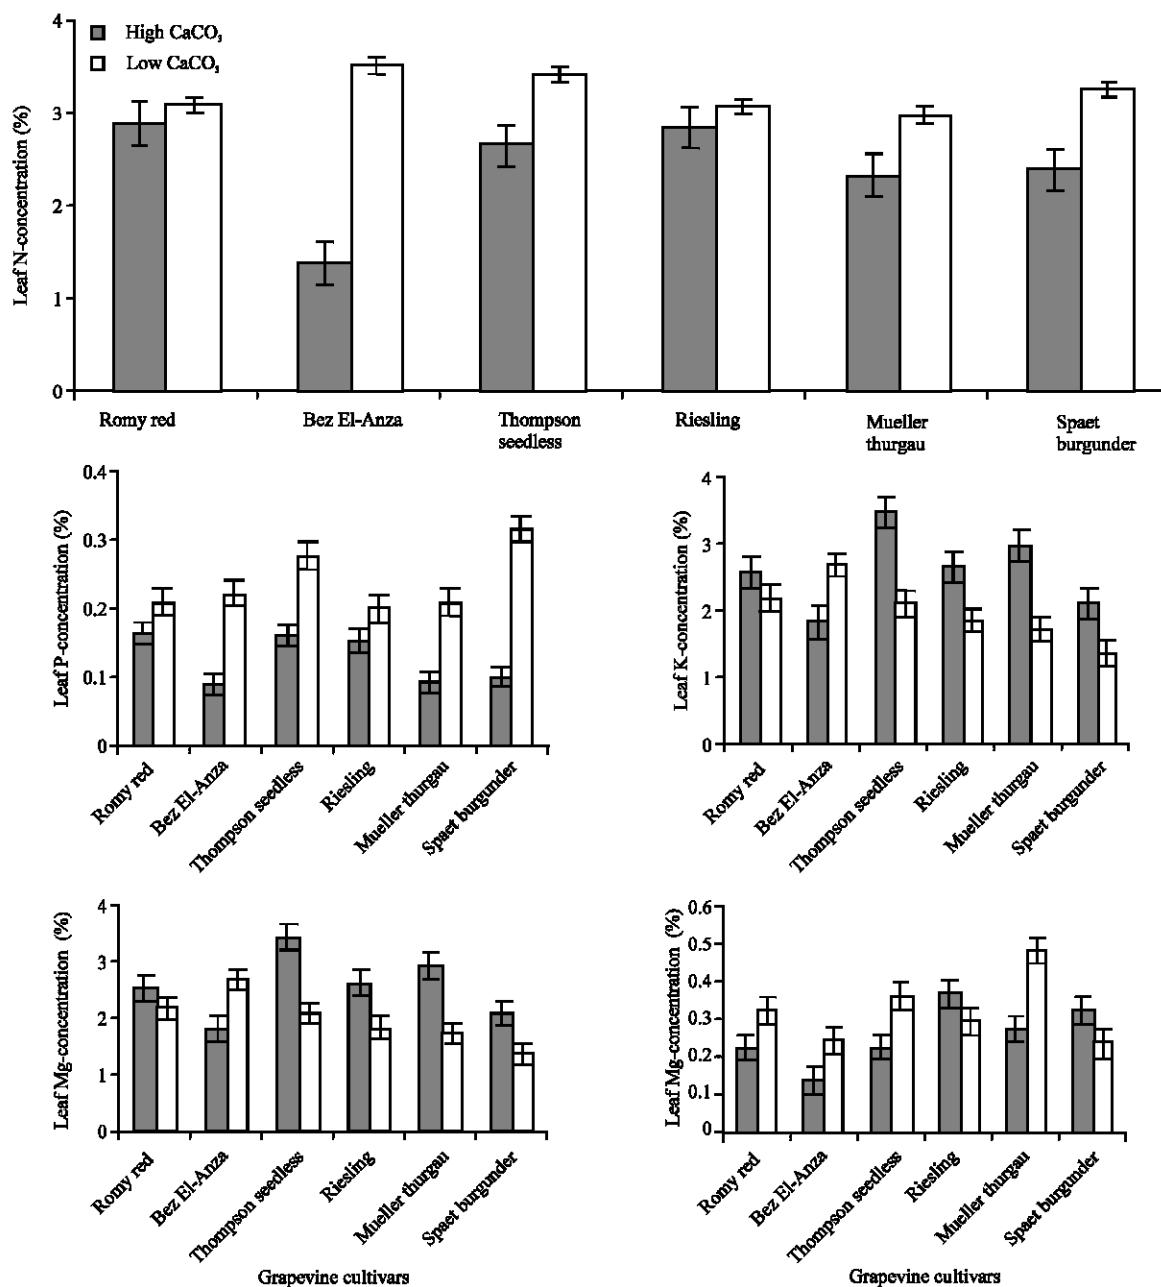 High CaCO₃
Low CaCO₃
Leaf N-concentration (%)
4
3
2
1
0
Romy red
Bez El-Anza
Thompson
seedless
Riesling
Mueller
thurgau
Spaet
burgunder
Leaf P-concentration (%)
0.4
0.3
0.2
0.1
0
Romy red
Bez El-Anza
Thompson seedless
Riesling
Mueller thurgau
Spaet burgunder
Leaf K-concentration (%)
4
3
2
1
0
Romy red
Bez El-Anza
Thompson seedless
Riesling
Mueller thurgau
Spaet burgunder
Leaf Mg-concentration (%)
4
3
2
1
0
Romy red
Bez El-Anza
Thompson seedless
Riesling
Mueller thurgau
Spaet burgunder
Grapevine cultivars
Leaf Mg-concentration (%)
0.6
0.5
0.4
0.3
0.2
0.1
0
Romy red
Bez El-Anza
Thompson seedless
Riesling
Mueller thurgau
Spaet burgunder
Grapevine cultivars